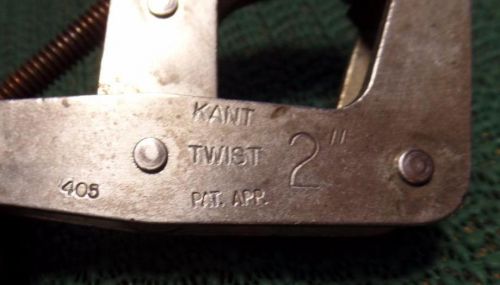 KANT
TWIST 2"
PAT. APP.
405